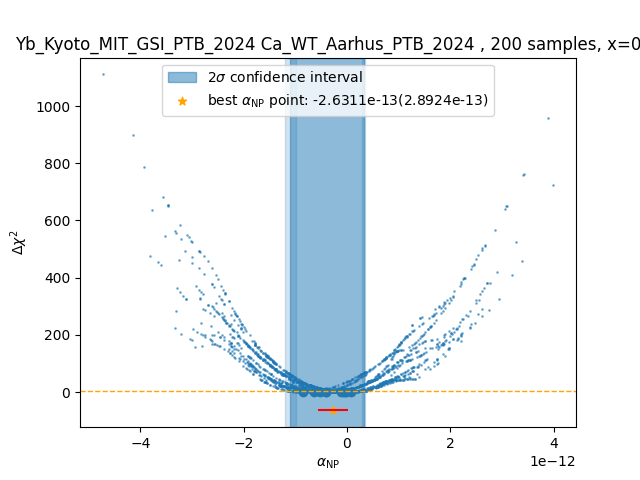 Yb_Kyoto_MIT_GSI_PTB_2024 Ca_WT_Aarhus_PTB_2024 , 200 samples, x=0
2σ confidence interval
best α_NP point: -2.6311e-13(2.8924e-13)
Δχ²
1000
800
600
400
200
0
−4
−2
0
2
4
1e−12
α_NP